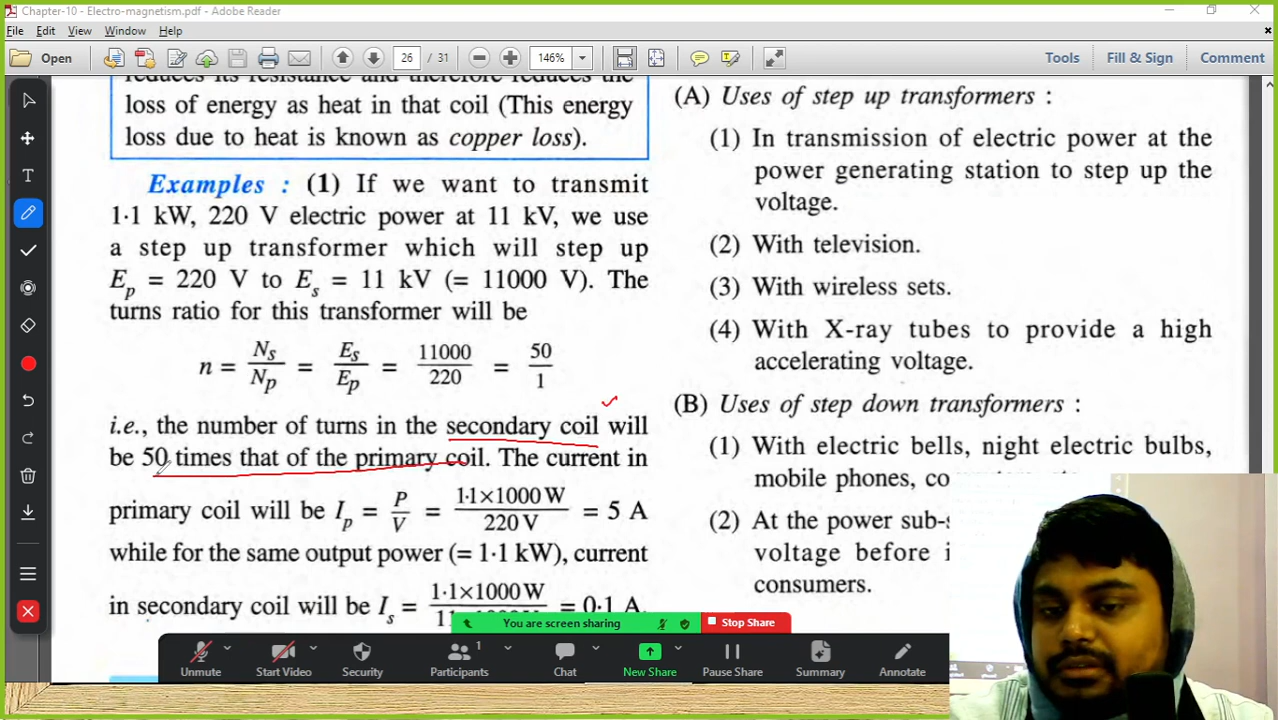 Chapter-10 - Electro-magnetism.pdf - Adobe Reader
File Edit View Window Help
Open 26 / 31 146% Tools Fill & Sign Comment
reduces its resistance and therefore reduces the
loss of energy as heat in that coil (This energy
loss due to heat is known as copper loss).
Examples : (1) If we want to transmit
1·1 kW, 220 V electric power at 11 kV, we use
a step up transformer which will step up
Ep = 220 V to Es = 11 kV (= 11000 V). The
turns ratio for this transformer will be
n = Ns/Np = Es/Ep = 11000/220 = 50/1
i.e., the number of turns in the secondary coil will
be 50 times that of the primary coil. The current in
primary coil will be Ip = P/V = 1·1×1000 W/220 V = 5 A
while for the same output power (= 1·1 kW), current
in secondary coil will be Is = 1·1×1000 W = 0·1 A.
(A) Uses of step up transformers :
(1) In transmission of electric power at the
power generating station to step up the
voltage.
(2) With television.
(3) With wireless sets.
(4) With X-ray tubes to provide a high
accelerating voltage.
(B) Uses of step down transformers :
(1) With electric bells, night electric bulbs,
mobile phones,
(2) At the power
voltage before
consumers.
You are screen sharing Stop Share
Unmute Start Video Security Participants 1 Chat New Share Pause Share Summary Annotate